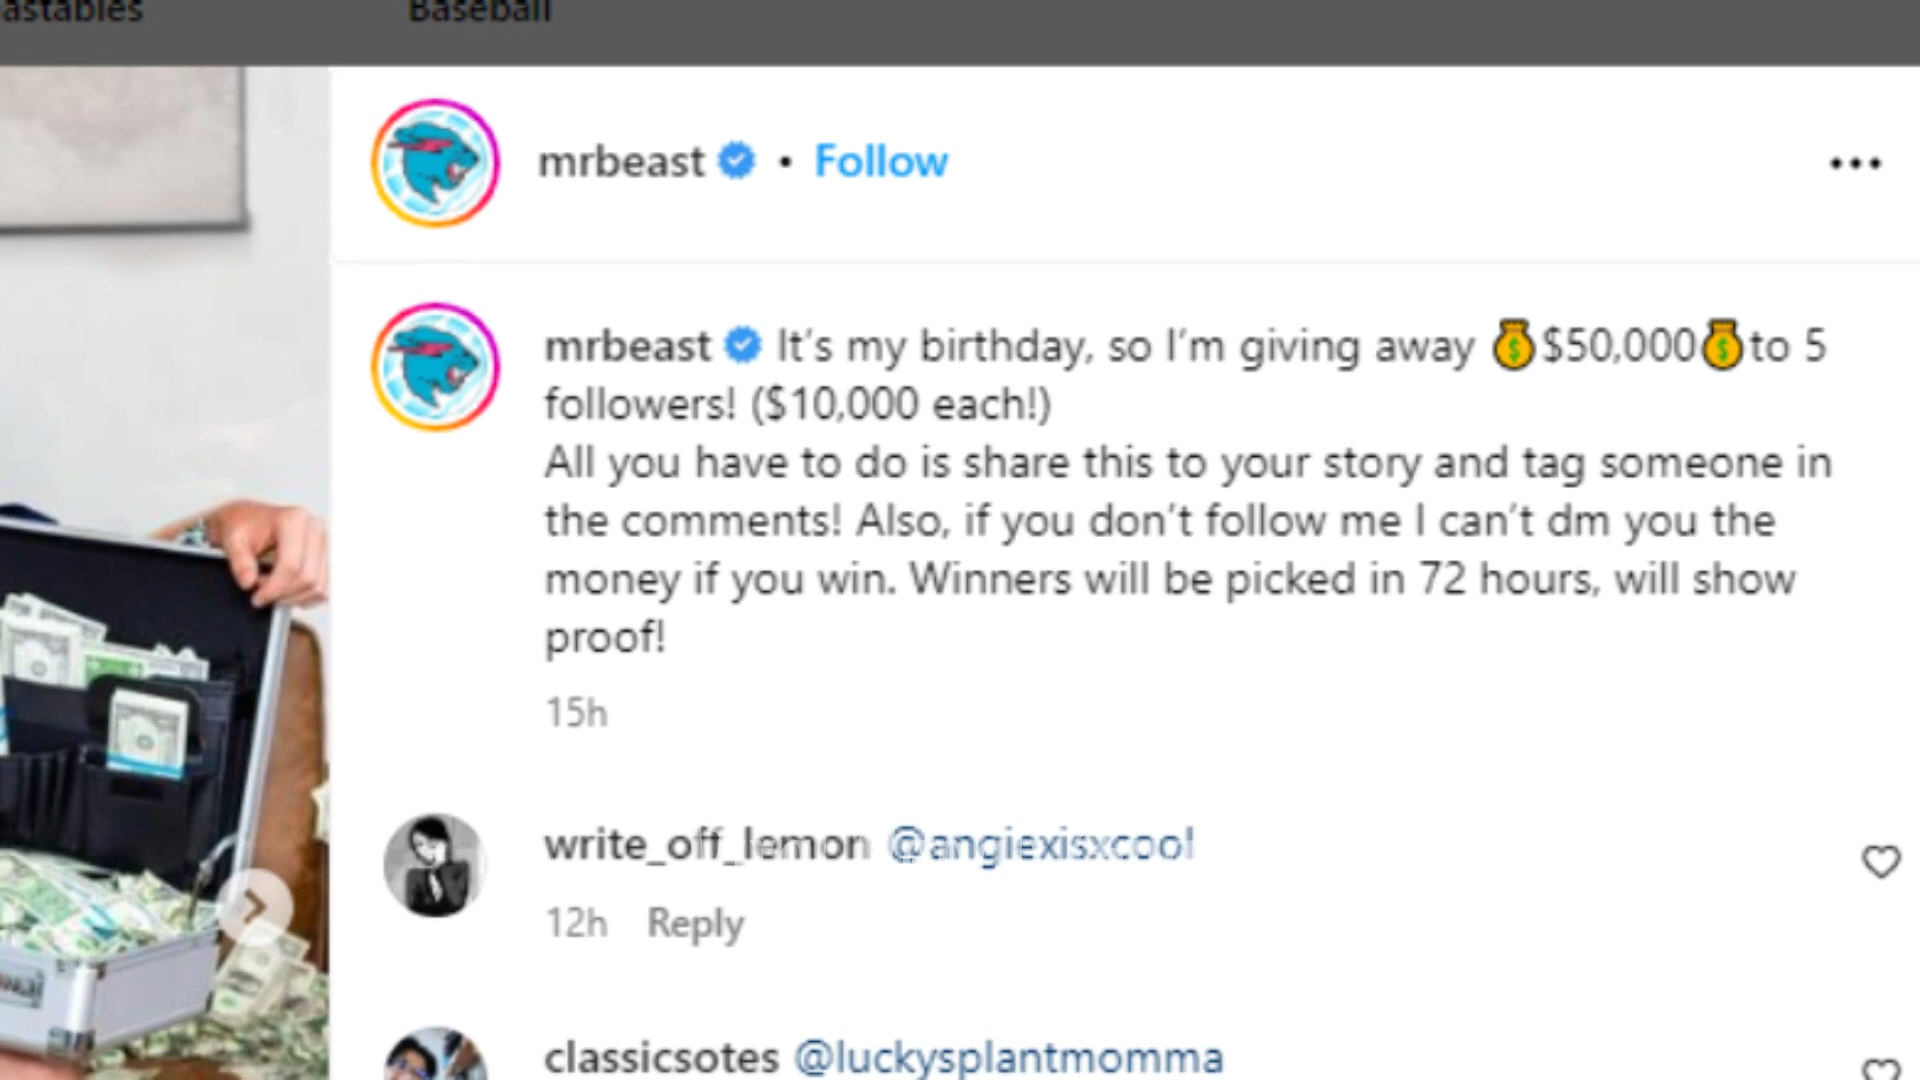 Baseball
mrbeast • Follow
mrbeast It's my birthday, so I'm giving away 💰$50,000💰to 5
followers! ($10,000 each!)
All you have to do is share this to your story and tag someone in
the comments! Also, if you don't follow me I can't dm you the
money if you win. Winners will be picked in 72 hours, will show
proof!
15h
write_off_lemon @angiexisxcool
12h Reply
classicsotes @luckysplantmomma